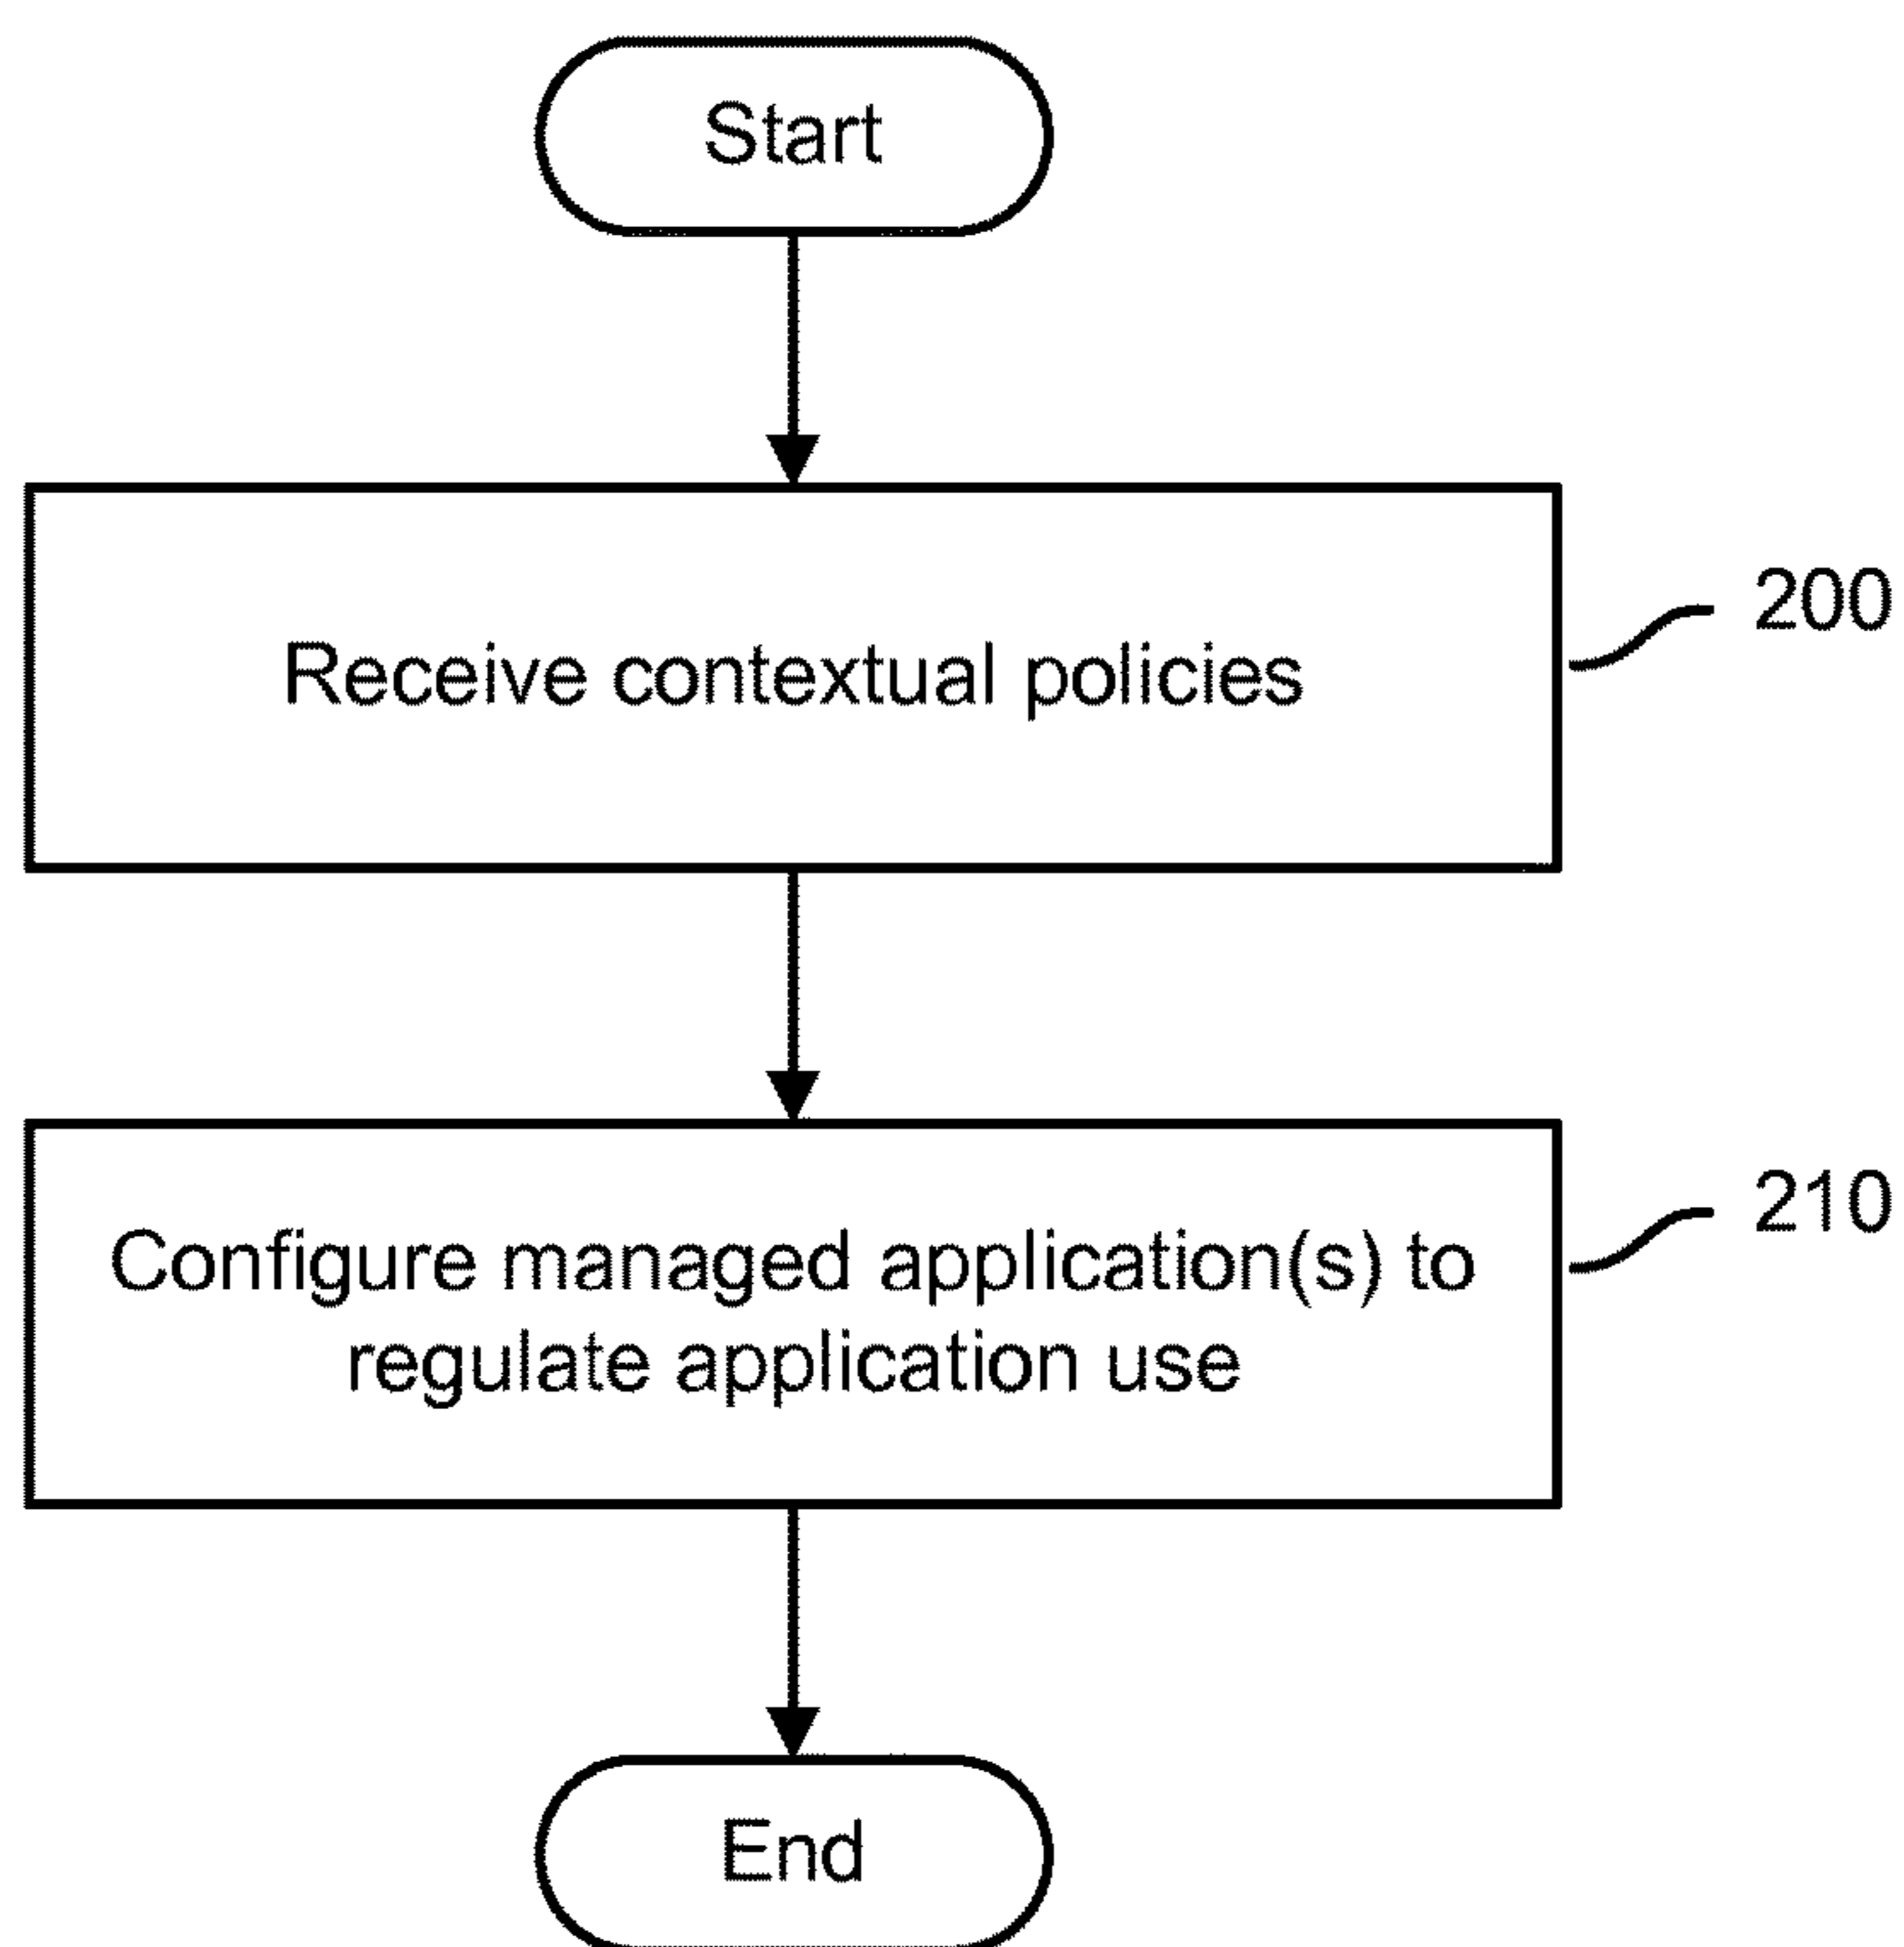 Start
Receive contextual policies
200
Configure managed application(s) to
regulate application use
210
End